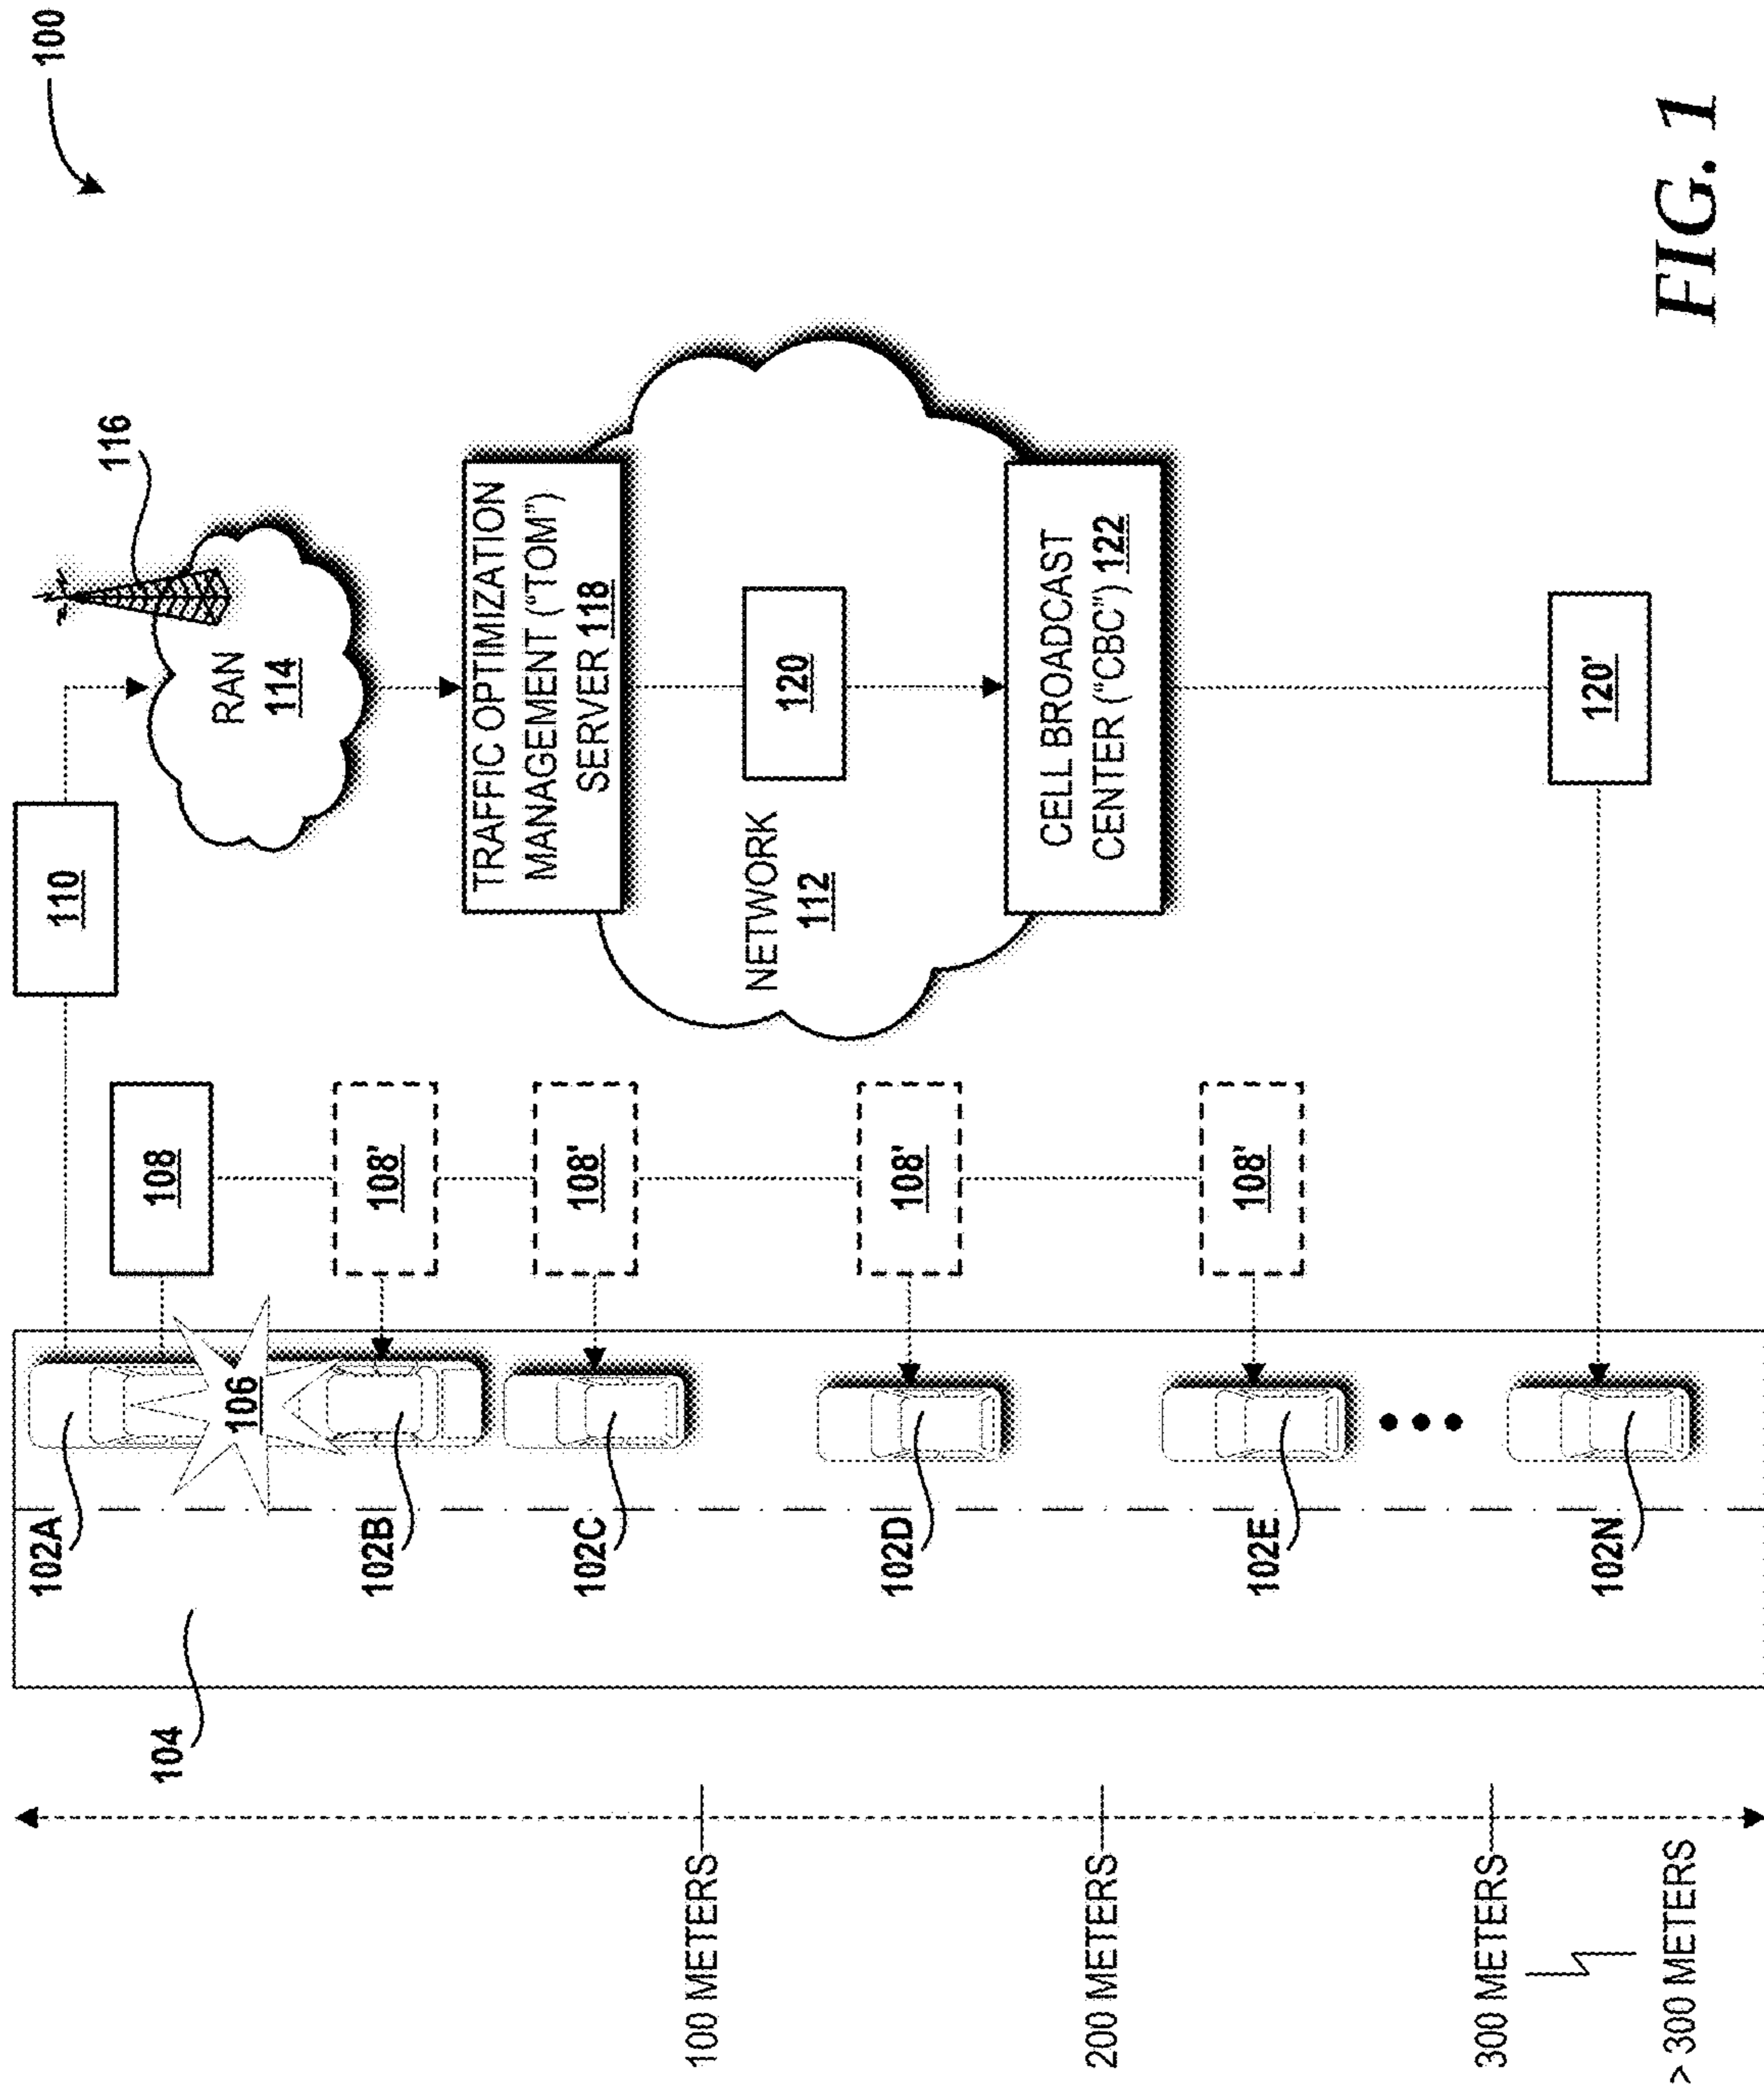 100
116
110
RAN
114
TRAFFIC OPTIMIZATION
MANAGEMENT ("TOM")
SERVER 118
120
NETWORK
112
CELL BROADCAST
CENTER ("CBC") 122
120'
108
108'
108'
108'
108'
106
102A
102B
102C
102D
102E
102N
104
100 METERS
200 METERS
300 METERS
> 300 METERS
FIG. 1